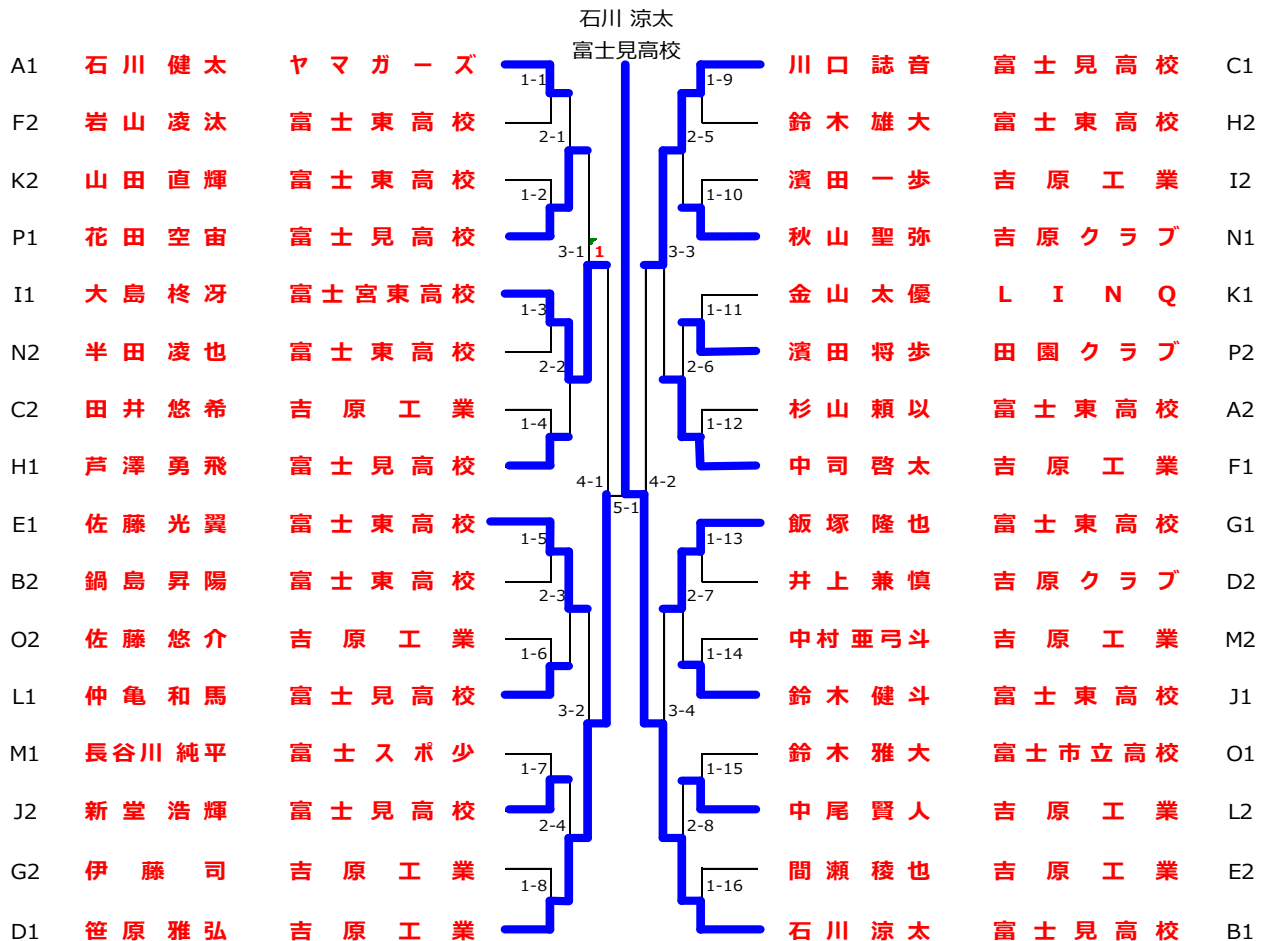 石川 涼太
富士見高校
A1 石川健太 ヤマガーズ 1-1 1-9 川口誌音 富士見高校 C1
F2 岩山凌汰 富士東高校 2-1 2-5 鈴木雄大 富士東高校 H2
K2 山田直輝 富士東高校 1-2 1-10 濱田一歩 吉原工業 I2
P1 花田空宙 富士見高校 3-1 1 3-3 秋山聖弥 吉原クラブ N1
I1 大島柊冴 富士宮東高校 1-3 1-11 金山太優 LINQ K1
N2 半田凌也 富士東高校 2-2 2-6 濱田将歩 田園クラブ P2
C2 田井悠希 吉原工業 1-4 1-12 杉山頼以 富士東高校 A2
H1 芦澤勇飛 富士見高校 4-1 4-2 中司啓太 吉原工業 F1
5-1
E1 佐藤光翼 富士東高校 1-5 1-13 飯塚隆也 富士東高校 G1
B2 鍋島昇陽 富士東高校 2-3 2-7 井上兼慎 吉原クラブ D2
O2 佐藤悠介 吉原工業 1-6 1-14 中村亜弓斗 吉原工業 M2
L1 仲亀和馬 富士見高校 3-2 3-4 鈴木健斗 富士東高校 J1
M1 長谷川純平 富士スポ少 1-7 1-15 鈴木雅大 富士市立高校 O1
J2 新堂浩輝 富士見高校 2-4 2-8 中尾賢人 吉原工業 L2
G2 伊藤司 吉原工業 1-8 1-16 間瀬稜也 吉原工業 E2
D1 笹原雅弘 吉原工業 石川涼太 富士見高校 B1